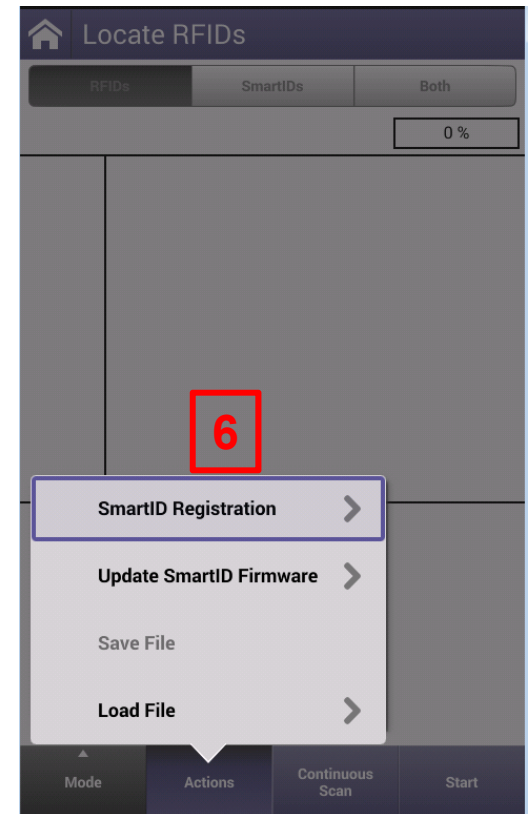 Locate RFIDs
RFIDs
SmartIDs
Both
0 %
6
SmartID Registration
Update SmartID Firmware
Save File
Load File
Mode
Actions
Continuous
Scan
Start